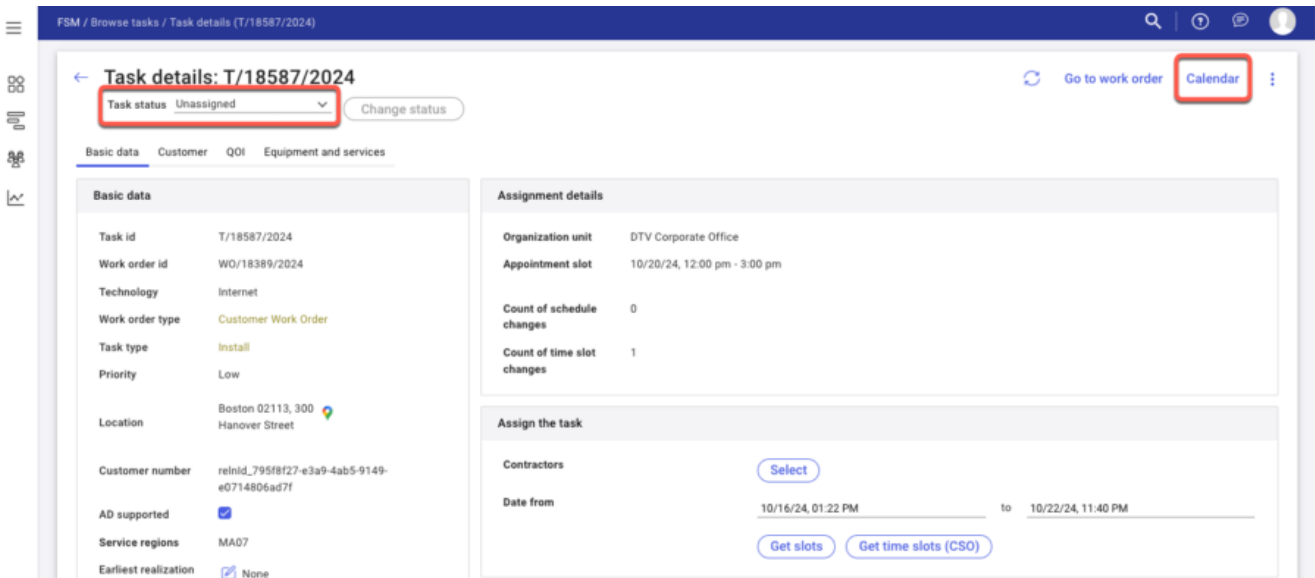 FSM / Browse tasks / Task details (T/18587/2024)
Task details: T/18587/2024
Go to work order
Calendar
Task status Unassigned
Change status
Basic data Customer QOI Equipment and services
Basic data
Task id T/18587/2024
Work order id WO/18389/2024
Technology Internet
Work order type Customer Work Order
Task type Install
Priority Low
Location Boston 02113, 300
Hanover Street
Customer number relnId_795f8f27-e3a9-4ab5-9149-
e0714806ad7f
AD supported
Service regions MA07
Earliest realization None
Assignment details
Organization unit DTV Corporate Office
Appointment slot 10/20/24, 12:00 pm - 3:00 pm
Count of schedule 0
changes
Count of time slot 1
changes
Assign the task
Contractors Select
Date from 10/16/24, 01:22 PM to 10/22/24, 11:40 PM
Get slots Get time slots (CSO)